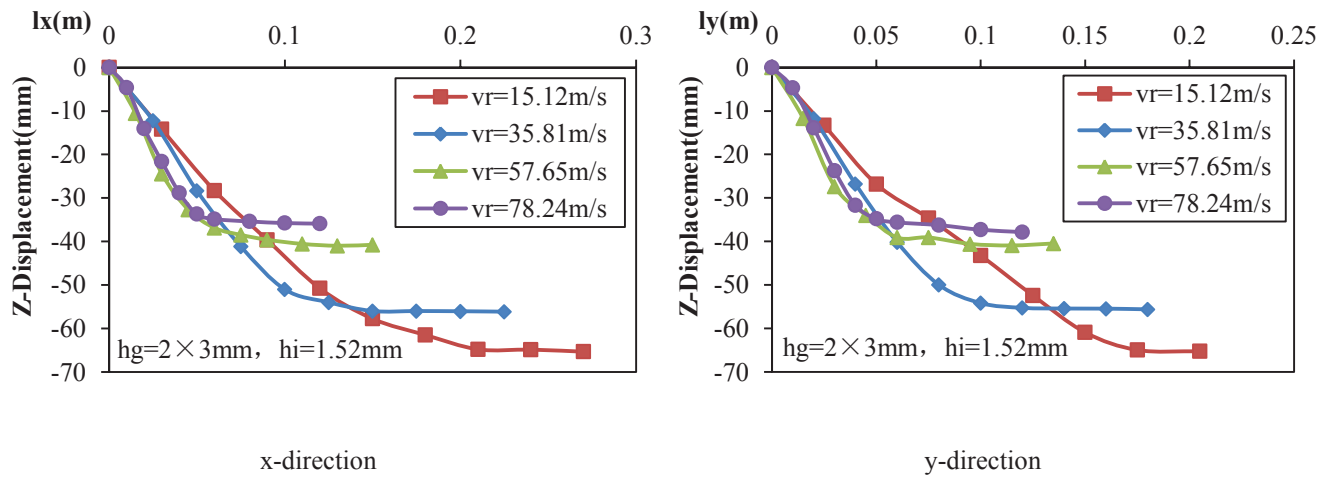 lx(m)
0 0.1 0.2 0.3
0
-10
-20
-30
-40
-50
-60
-70
Z-Displacement(mm)
vr=15.12m/s
vr=35.81m/s
vr=57.65m/s
vr=78.24m/s
hg=2×3mm，hi=1.52mm
x-direction
ly(m)
0 0.05 0.1 0.15 0.2 0.25
0
-10
-20
-30
-40
-50
-60
-70
Z-Displacement(mm)
vr=15.12m/s
vr=35.81m/s
vr=57.65m/s
vr=78.24m/s
hg=2×3mm，hi=1.52mm
y-direction